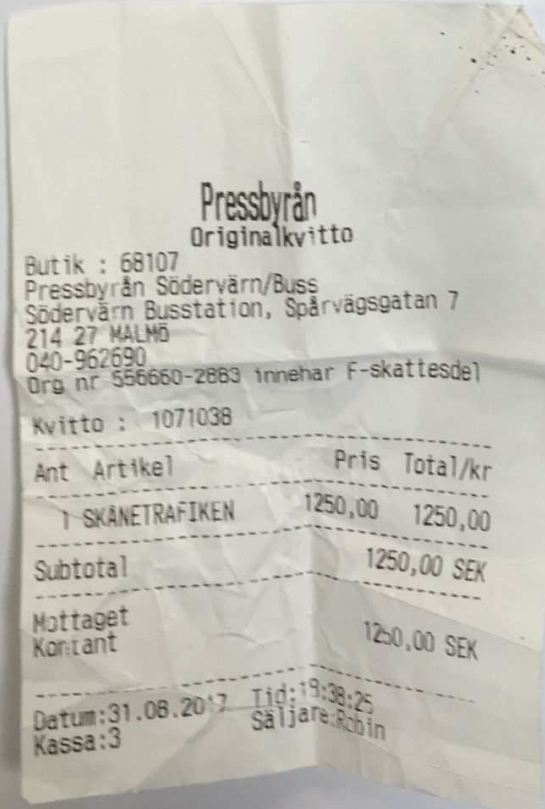 Pressbyrån
Originalkvitto
Butik : 68107
Pressbyrån Södervärn/Buss
Södervärn Busstation, Spårvägsgatan 7
214 27 MALMÖ
040-962690
Org nr 556660-2883 innehar F-skattesdel
Kvitto : 1071038
Ant Artikel Pris Total/kr
1 SKÅNETRAFIKEN 1250,00 1250,00
Subtotal 1250,00 SEK
Mottaget
Kontant 1250,00 SEK
Datum:31.08.2017 Tid:19:38:25
Kassa:3 Säljare:Robin